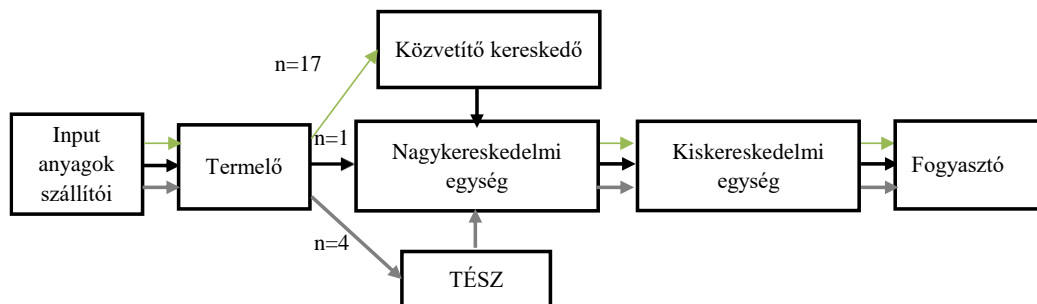 Közvetítő kereskedő
n=17
Input
anyagok
szállítói
Termelő
n=1
Nagykereskedelmi
egység
Kiskereskedelmi
egység
Fogyasztó
n=4
TÉSZ